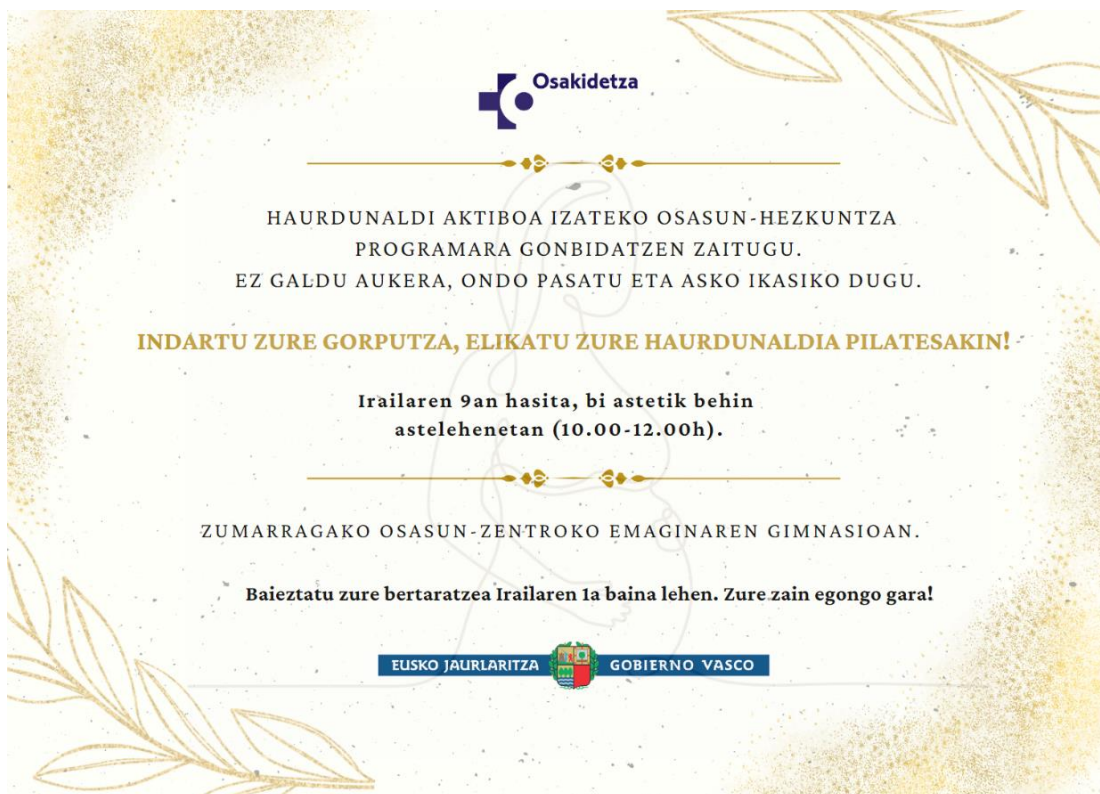 Osakidetza
HAURDUNALDI AKTIBOA IZATEKO OSASUN-HEZKUNTZA
PROGRAMARA GONBIDATZEN ZAITUGU.
EZ GALDU AUKERA, ONDO PASATU ETA ASKO IKASIKO DUGU.
INDARTU ZURE GORPUTZA, ELIKATU ZURE HAURDUNALDIA PILATESAKIN!
Irailaren 9an hasita, bi astetik behin
astelehenetan (10.00-12.00h).
ZUMARRAGAKO OSASUN-ZENTROKO EMAGINAREN GIMNASIOAN.
Baieztatu zure bertaratzea Irailaren 1a baina lehen. Zure zain egongo gara!
EUSKO JAURLARITZA GOBIERNO VASCO